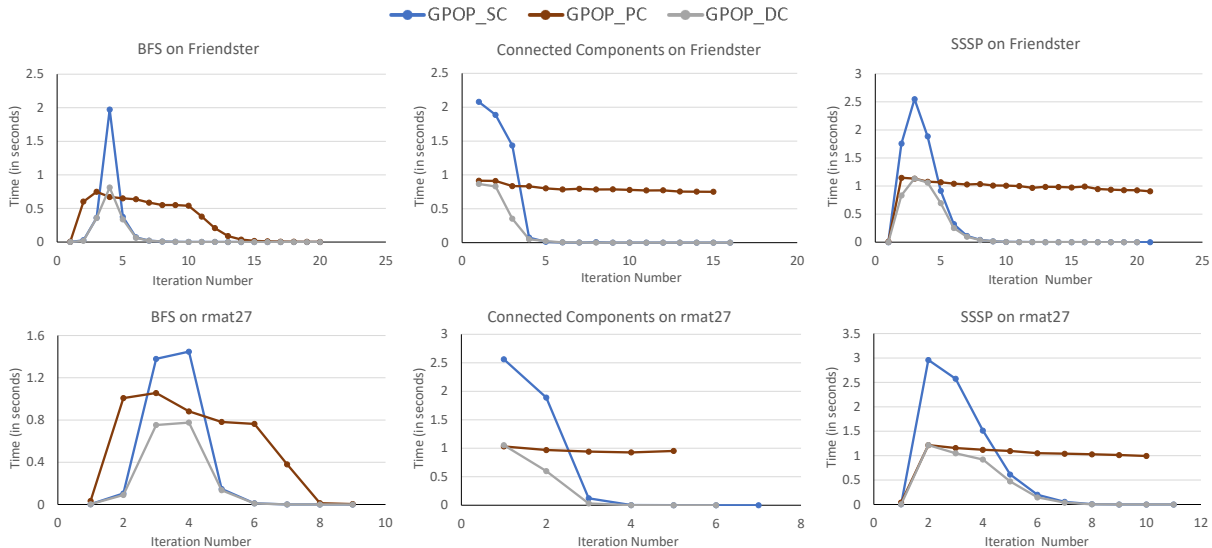 GPOP_SC GPOP_PC GPOP_DC
BFS on Friendster
2.5
2
1.5
1
0.5
0
0 5 10 15 20 25
Time (in seconds)
Iteration Number
Connected Components on Friendster
2.5
2
1.5
1
0.5
0
0 5 10 15 20
Time (in seconds)
Iteration Number
SSSP on Friendster
3
2.5
2
1.5
1
0.5
0
0 5 10 15 20 25
Time (in seconds)
Iteration Number
BFS on rmat27
1.6
1.2
0.8
0.4
0
0 2 4 6 8 10
Time (in seconds)
Iteration Number
Connected Components on rmat27
3
2.5
2
1.5
1
0.5
0
0 2 4 6 8
Time (in seconds)
Iteration Number
SSSP on rmat27
3.5
3
2.5
2
1.5
1
0.5
0
0 2 4 6 8 10 12
Time (in seconds)
Iteration Number